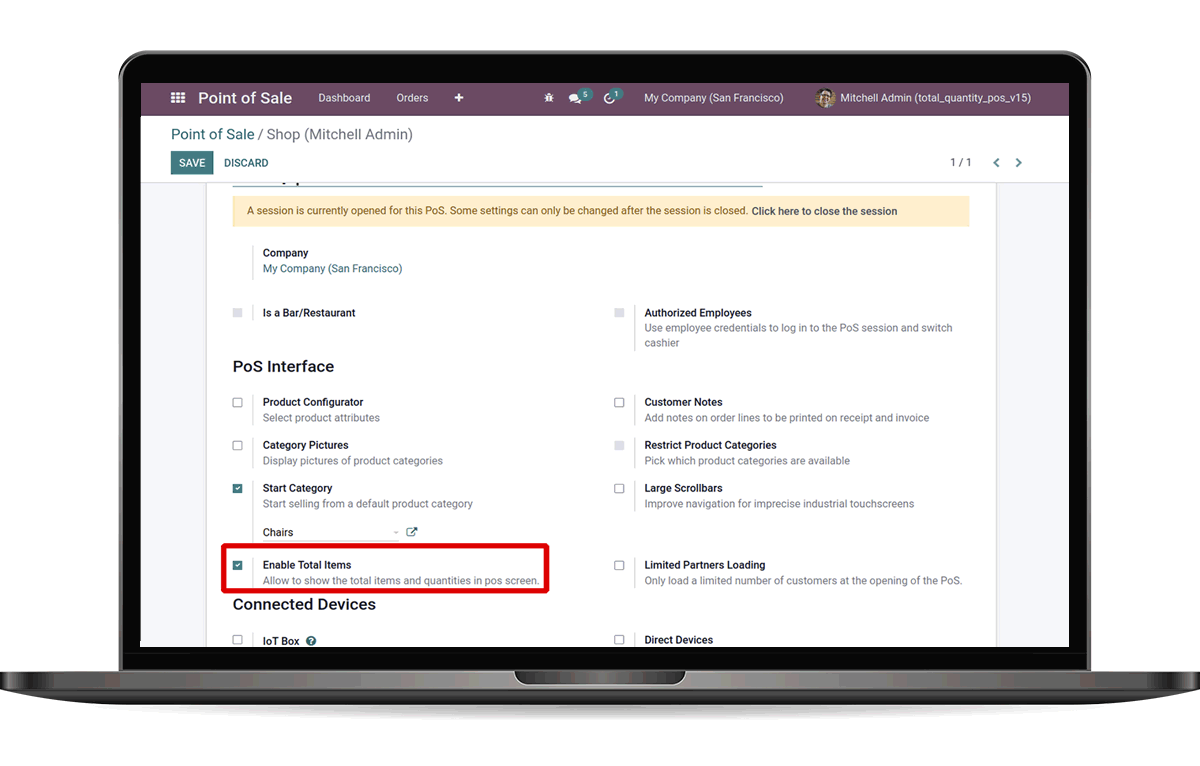 Point of Sale Dashboard Orders + 5 1 My Company (San Francisco) Mitchell Admin (total_quantity_pos_v15)
Point of Sale / Shop (Mitchell Admin)
SAVE DISCARD 1 / 1
A session is currently opened for this PoS. Some settings can only be changed after the session is closed. Click here to close the session
Company
My Company (San Francisco)
Is a Bar/Restaurant
Authorized Employees
Use employee credentials to log in to the PoS session and switch
cashier
PoS Interface
Product Configurator
Select product attributes
Customer Notes
Add notes on order lines to be printed on receipt and invoice
Category Pictures
Display pictures of product categories
Restrict Product Categories
Pick which product categories are available
Start Category
Start selling from a default product category
Chairs
Large Scrollbars
Improve navigation for imprecise industrial touchscreens
Enable Total Items
Allow to show the total items and quantities in pos screen.
Limited Partners Loading
Only load a limited number of customers at the opening of the PoS.
Connected Devices
IoT Box ?
Direct Devices